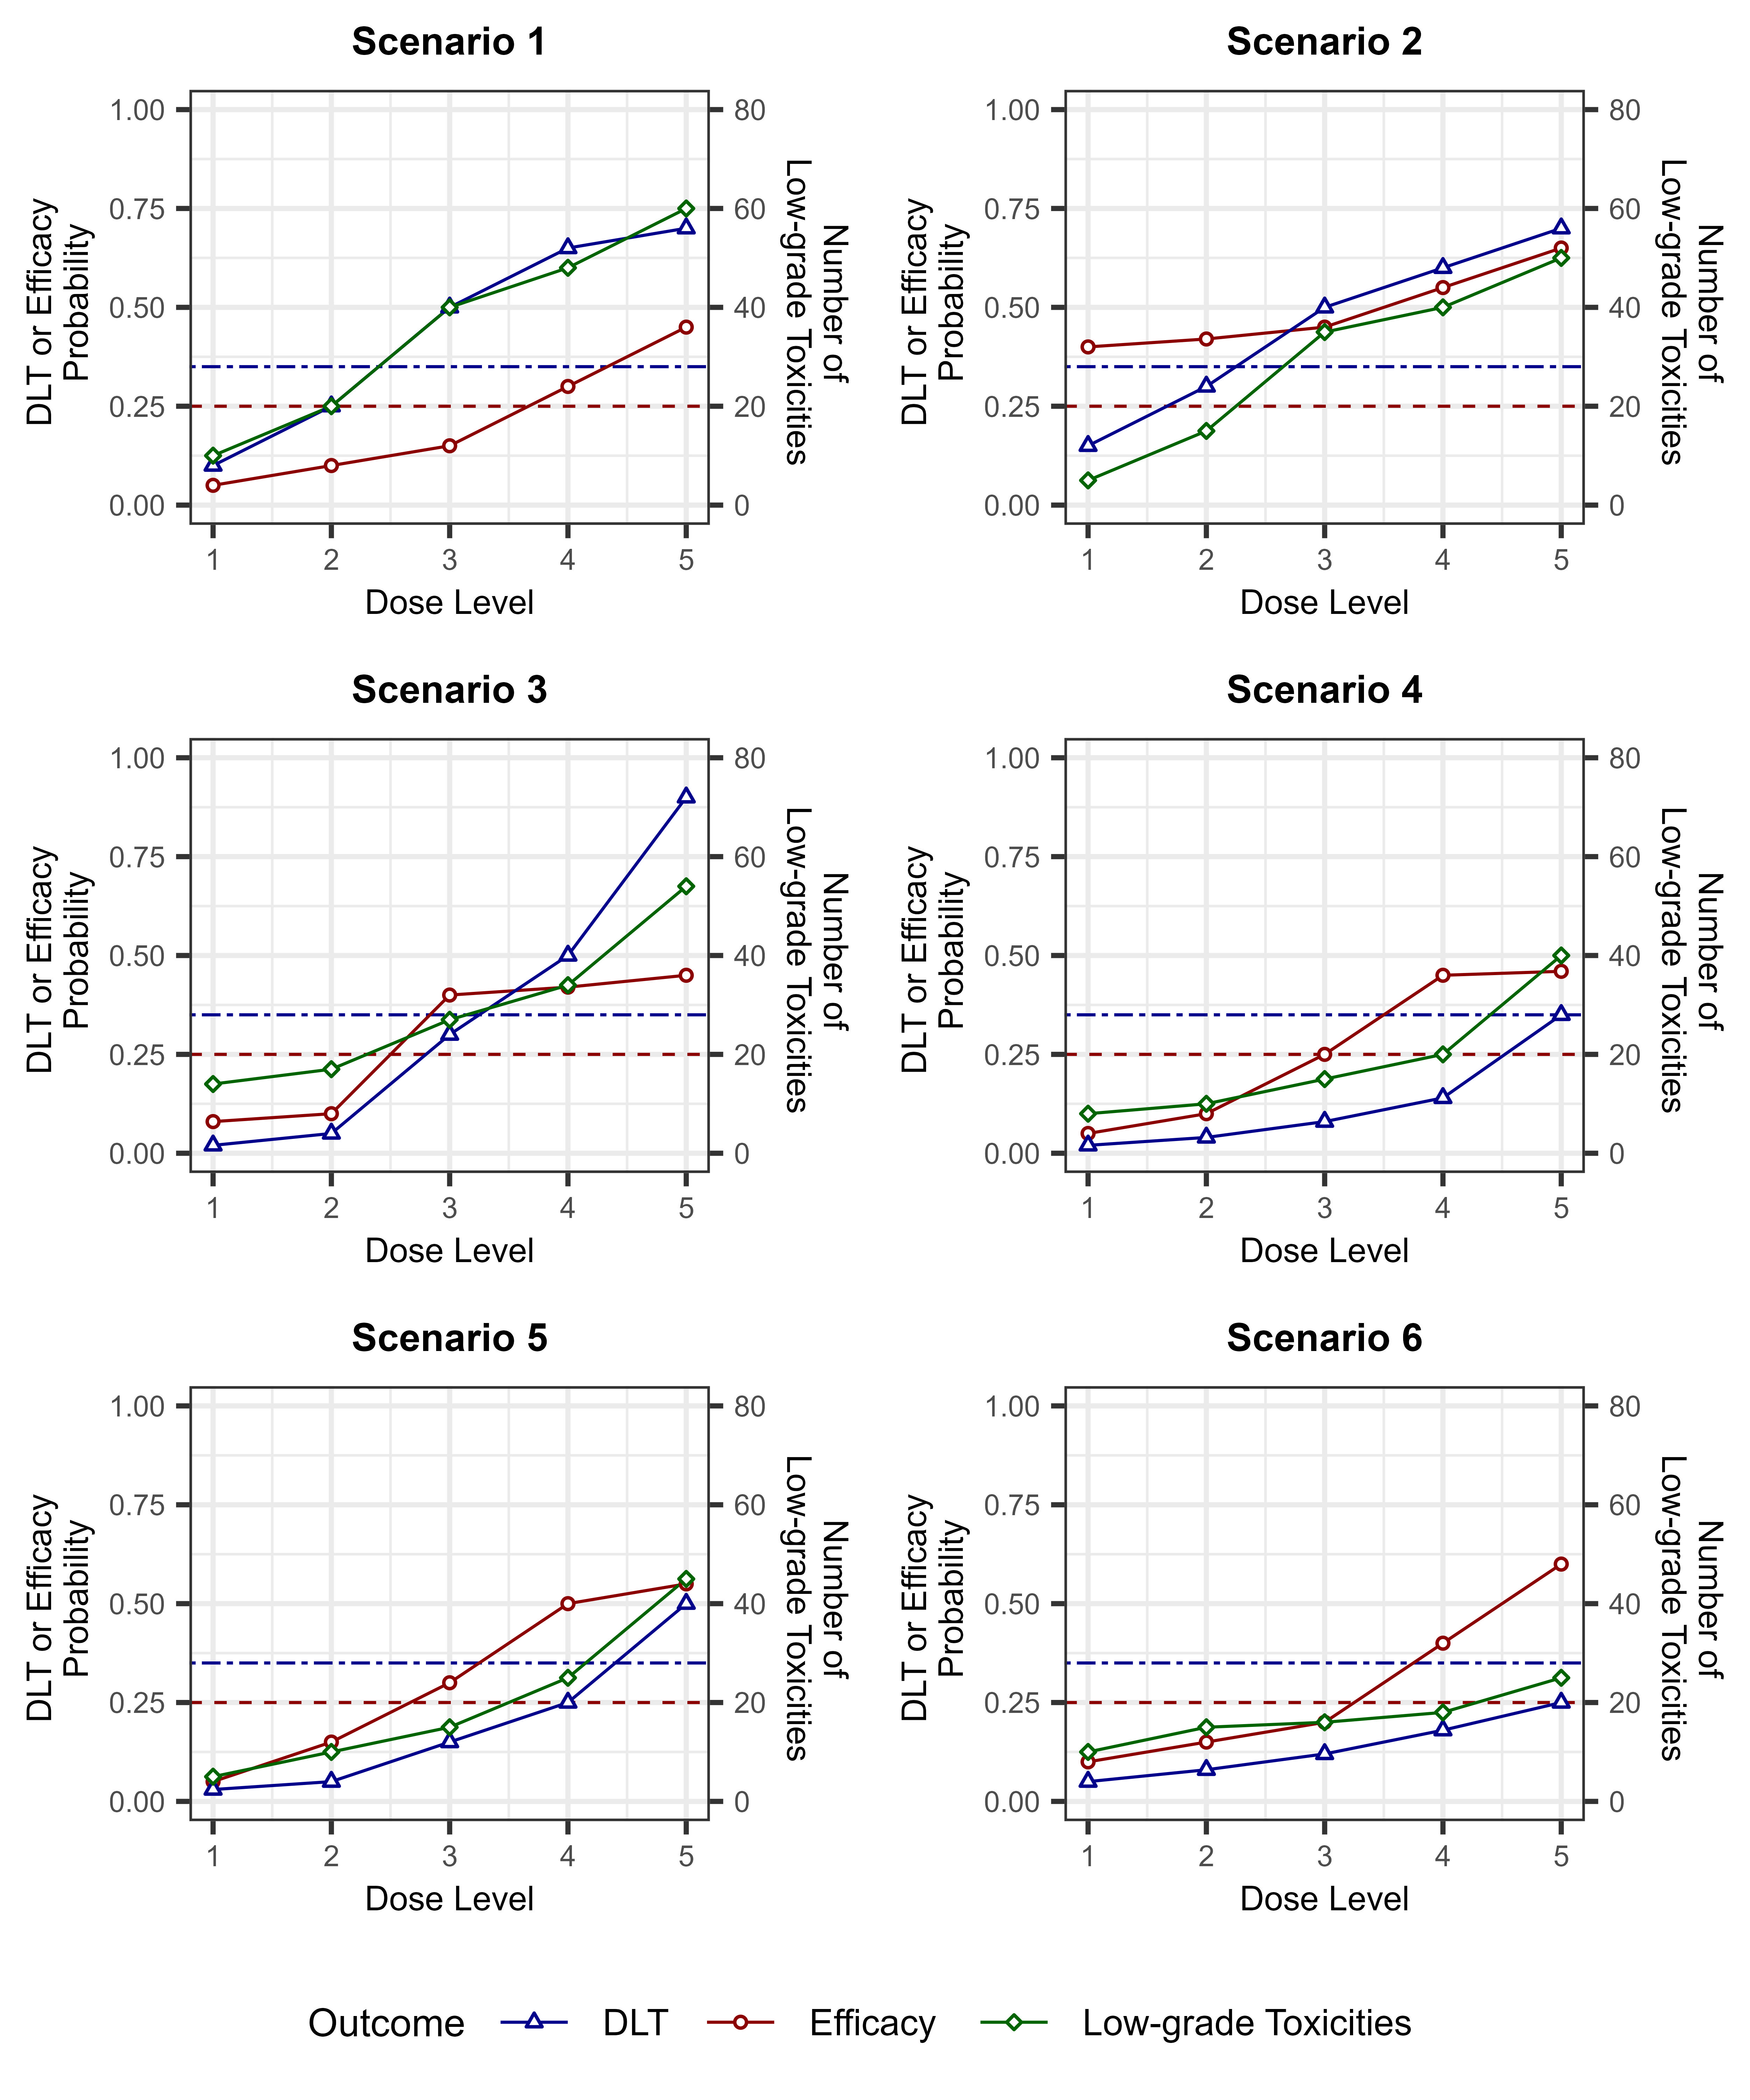 Scenario 1
1.00
0.75
0.50
0.25
0.00
DLT or Efficacy
Probability
80
60
40
20
0
Number of
Low-grade Toxicities
1 2 3 4 5
Dose Level
Scenario 2
1.00
0.75
0.50
0.25
0.00
DLT or Efficacy
Probability
80
60
40
20
0
Number of
Low-grade Toxicities
1 2 3 4 5
Dose Level
Scenario 3
1.00
0.75
0.50
0.25
0.00
DLT or Efficacy
Probability
80
60
40
20
0
Number of
Low-grade Toxicities
1 2 3 4 5
Dose Level
Scenario 4
1.00
0.75
0.50
0.25
0.00
DLT or Efficacy
Probability
80
60
40
20
0
Number of
Low-grade Toxicities
1 2 3 4 5
Dose Level
Scenario 5
1.00
0.75
0.50
0.25
0.00
DLT or Efficacy
Probability
80
60
40
20
0
Number of
Low-grade Toxicities
1 2 3 4 5
Dose Level
Scenario 6
1.00
0.75
0.50
0.25
0.00
DLT or Efficacy
Probability
80
60
40
20
0
Number of
Low-grade Toxicities
1 2 3 4 5
Dose Level
Outcome DLT Efficacy Low-grade Toxicities